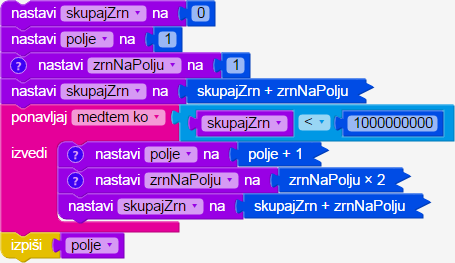 nastavi skupajZrn na 0
nastavi polje na 1
? nastavi zrnNaPolju na 1
nastavi skupajZrn na skupajZrn + zrnNaPolju
ponavljaj medtem ko skupajZrn < 1000000000
izvedi ? nastavi polje na polje + 1
? nastavi zrnNaPolju na zrnNaPolju × 2
nastavi skupajZrn na skupajZrn + zrnNaPolju
izpiši polje